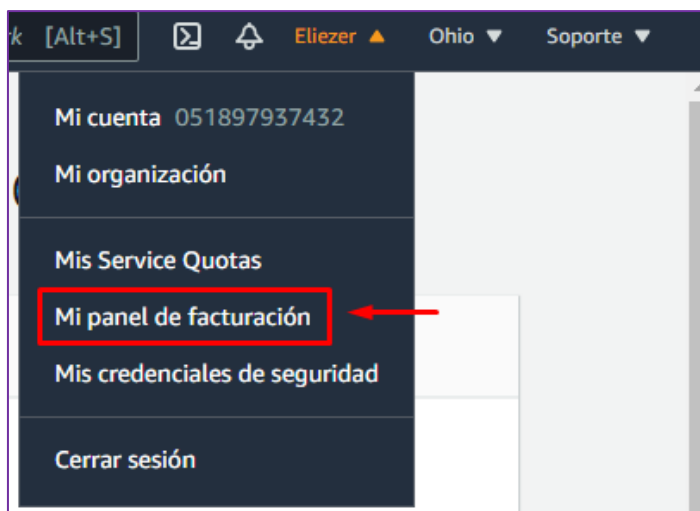 k [Alt+S] Eliezer Ohio Soporte
Mi cuenta 051897937432
Mi organización
Mis Service Quotas
Mi panel de facturación
Mis credenciales de seguridad
Cerrar sesión